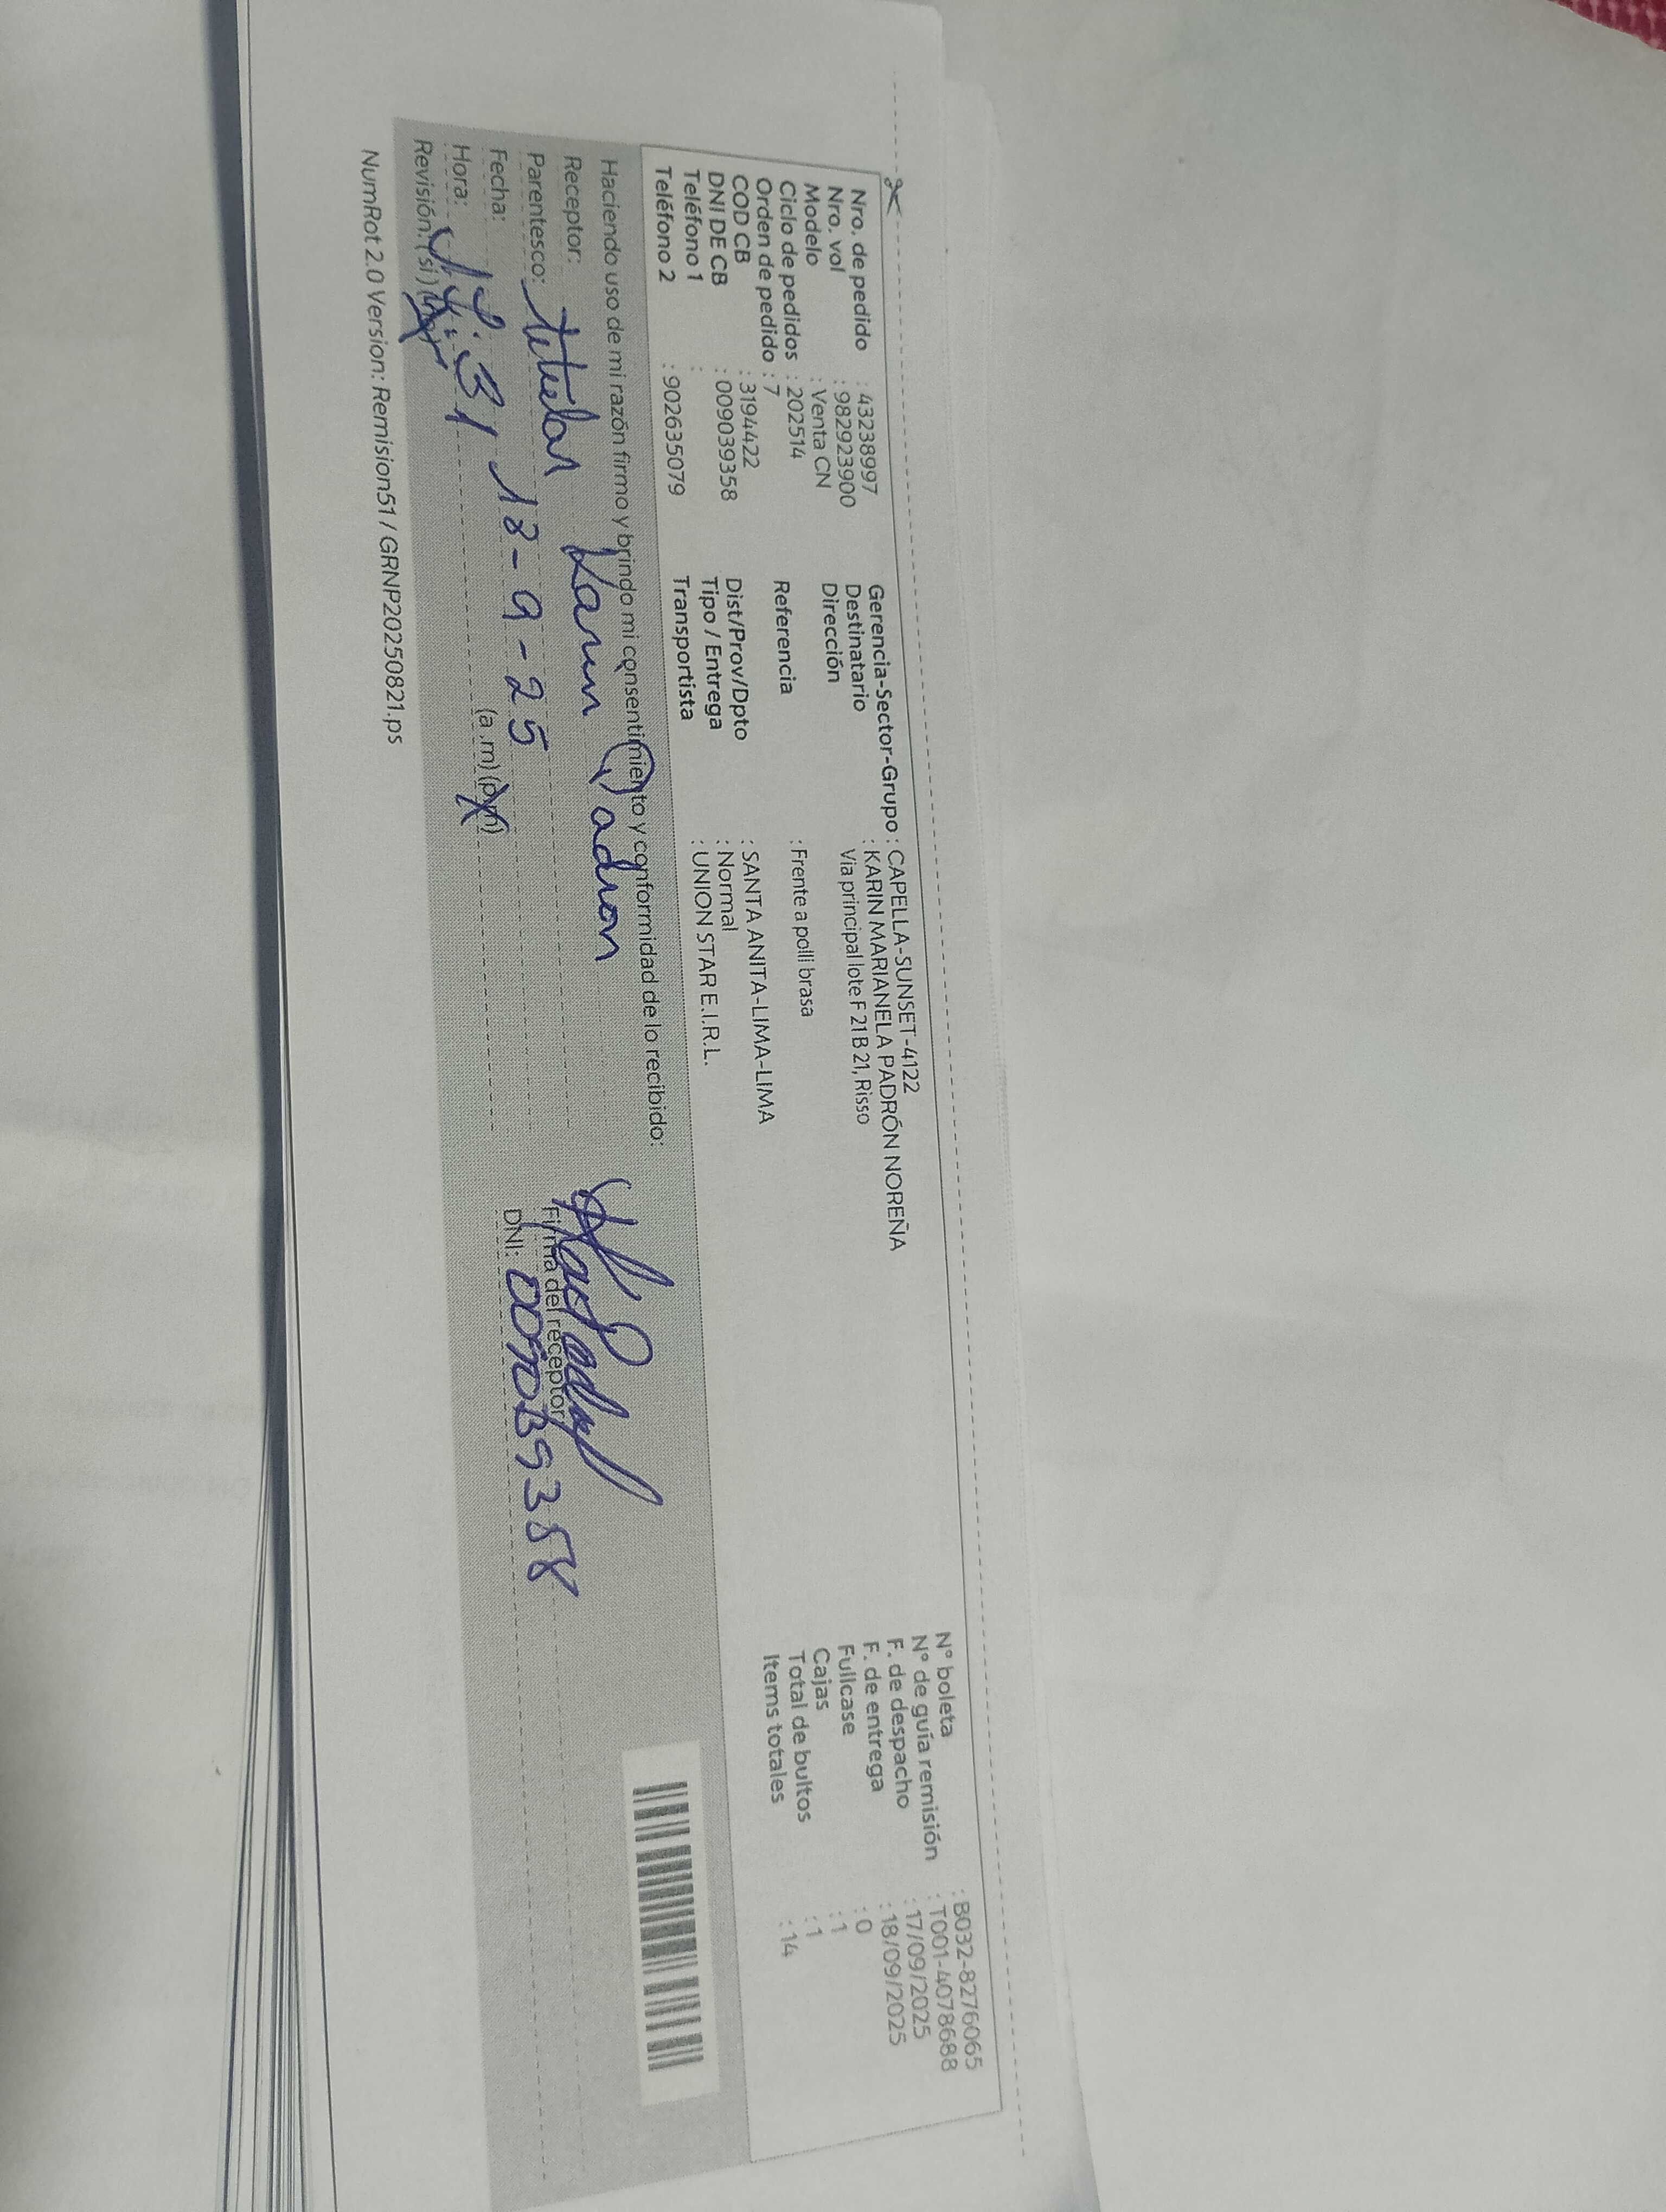 Nro. de pedido : 43238997
Nro. vol : 982923900
Modelo : Venta CN
Ciclo de pedidos : 202514
Orden de pedido : 7
COD CB : 3194422
DNI DE CB : 009039358
Teléfono 1 :
Teléfono 2 : 902635079
Gerencia-Sector-Grupo : CAPELLA-SUNSET-4122
Destinatario : KARIN MARIANELA PADRÓN NOREÑA
Dirección Via principal lote F 21 B 21, Risso
Referencia : Frente a polli brasa
Dist/Prov/Dpto : SANTA ANITA-LIMA-LIMA
Tipo / Entrega : Normal
Transportista : UNION STAR E.I.R.L.
N° boleta : B032-8276065
N° de guía remisión : T001-4078688
F. de despacho : 17/09/2025
F. de entrega : 18/09/2025
Fullcase : 0
Cajas : 1
Total de bultos : 1
Items totales : 14
Haciendo uso de mi razón firmo y brindo mi consentimiento y conformidad de lo recibido:
Receptor: Karin Padron
Parentesco: titular
Fecha: 18-9-25
Hora: 12:31 (a.m) (p.m)
Revisión: (si) (no)
Firma del receptor
DNI: 009039358
NumRot 2.0 Version: Remision51 / GRNP20250821.ps